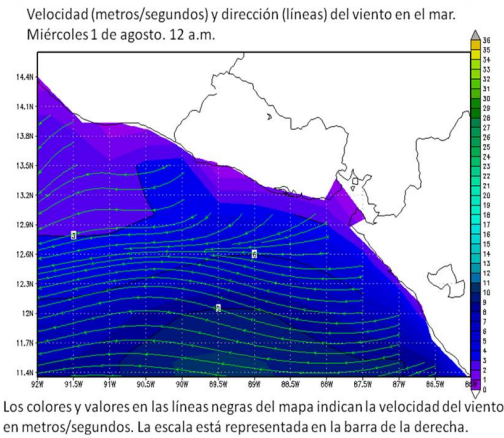 Velocidad (metros/segundos) y dirección (líneas) del viento en el mar.
Miércoles 1 de agosto. 12 a.m.
14.4N
14.1N
13.8N
13.5N
13.2N
12.9N
12.6N
12.3N
12N
11.7N
11.4N
92W 91.5W 91W 90.5W 90W 89.5W 89W 88.5W 88W 87.5W 87W 86.5W
3
6
36
35
34
33
32
31
30
29
28
27
26
25
24
23
22
21
20
19
18
17
16
15
14
13
12
11
10
9
8
7
6
5
4
3
2
1
0
Los colores y valores en las líneas negras del mapa indican la velocidad del viento
en metros/segundos. La escala está representada en la barra de la derecha.